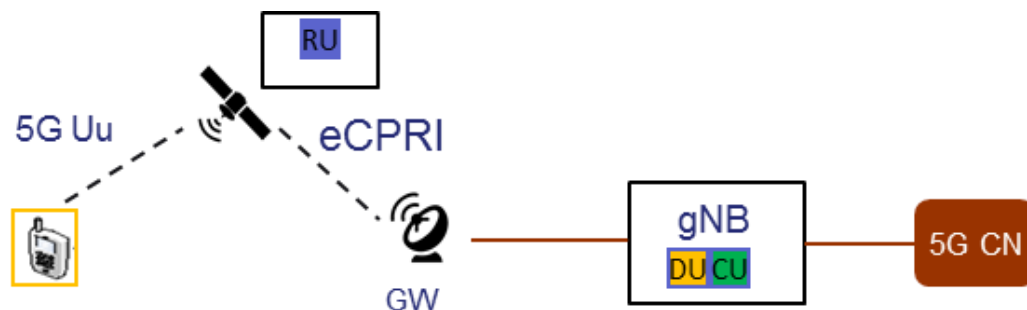 RU
5G Uu
eCPRI
gNB
DU CU
5G CN
GW